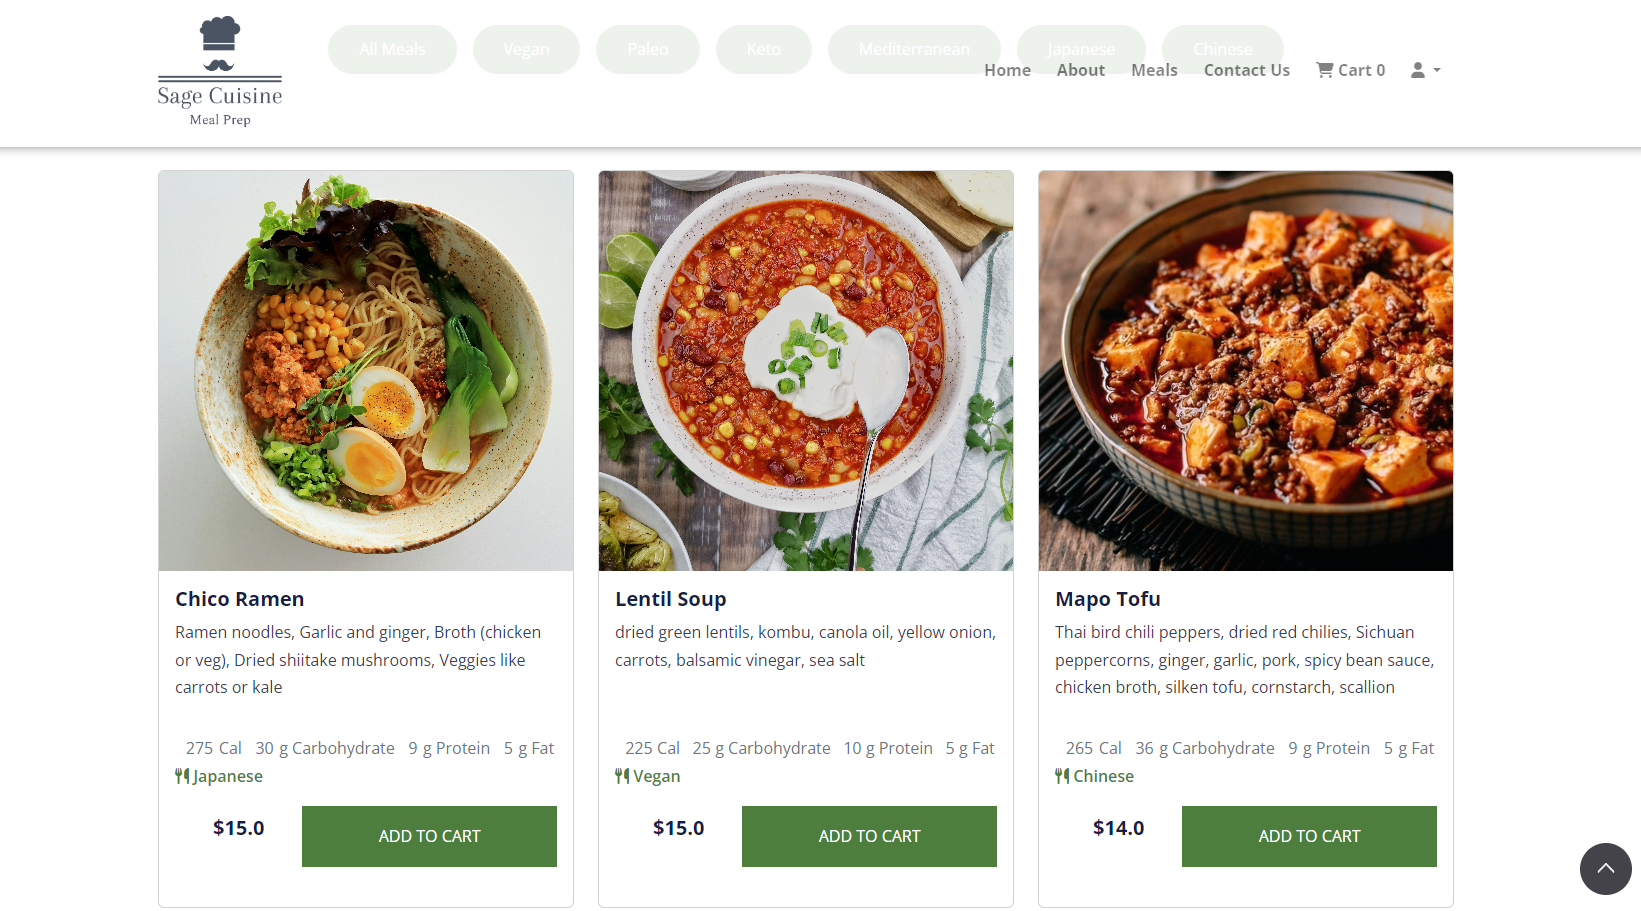 Sage Cuisine
Meal Prep
All Meals
Vegan
Paleo
Keto
Mediterranean
Japanese
Chinese
Home
About
Meals
Contact Us
Cart 0
Chico Ramen
Ramen noodles, Garlic and ginger, Broth (chicken
or veg), Dried shiitake mushrooms, Veggies like
carrots or kale
275 Cal 30 g Carbohydrate 9 g Protein 5 g Fat
Japanese
$15.0
ADD TO CART
Lentil Soup
dried green lentils, kombu, canola oil, yellow onion,
carrots, balsamic vinegar, sea salt
225 Cal 25 g Carbohydrate 10 g Protein 5 g Fat
Vegan
$15.0
ADD TO CART
Mapo Tofu
Thai bird chili peppers, dried red chilies, Sichuan
peppercorns, ginger, garlic, pork, spicy bean sauce,
chicken broth, silken tofu, cornstarch, scallion
265 Cal 36 g Carbohydrate 9 g Protein 5 g Fat
Chinese
$14.0
ADD TO CART